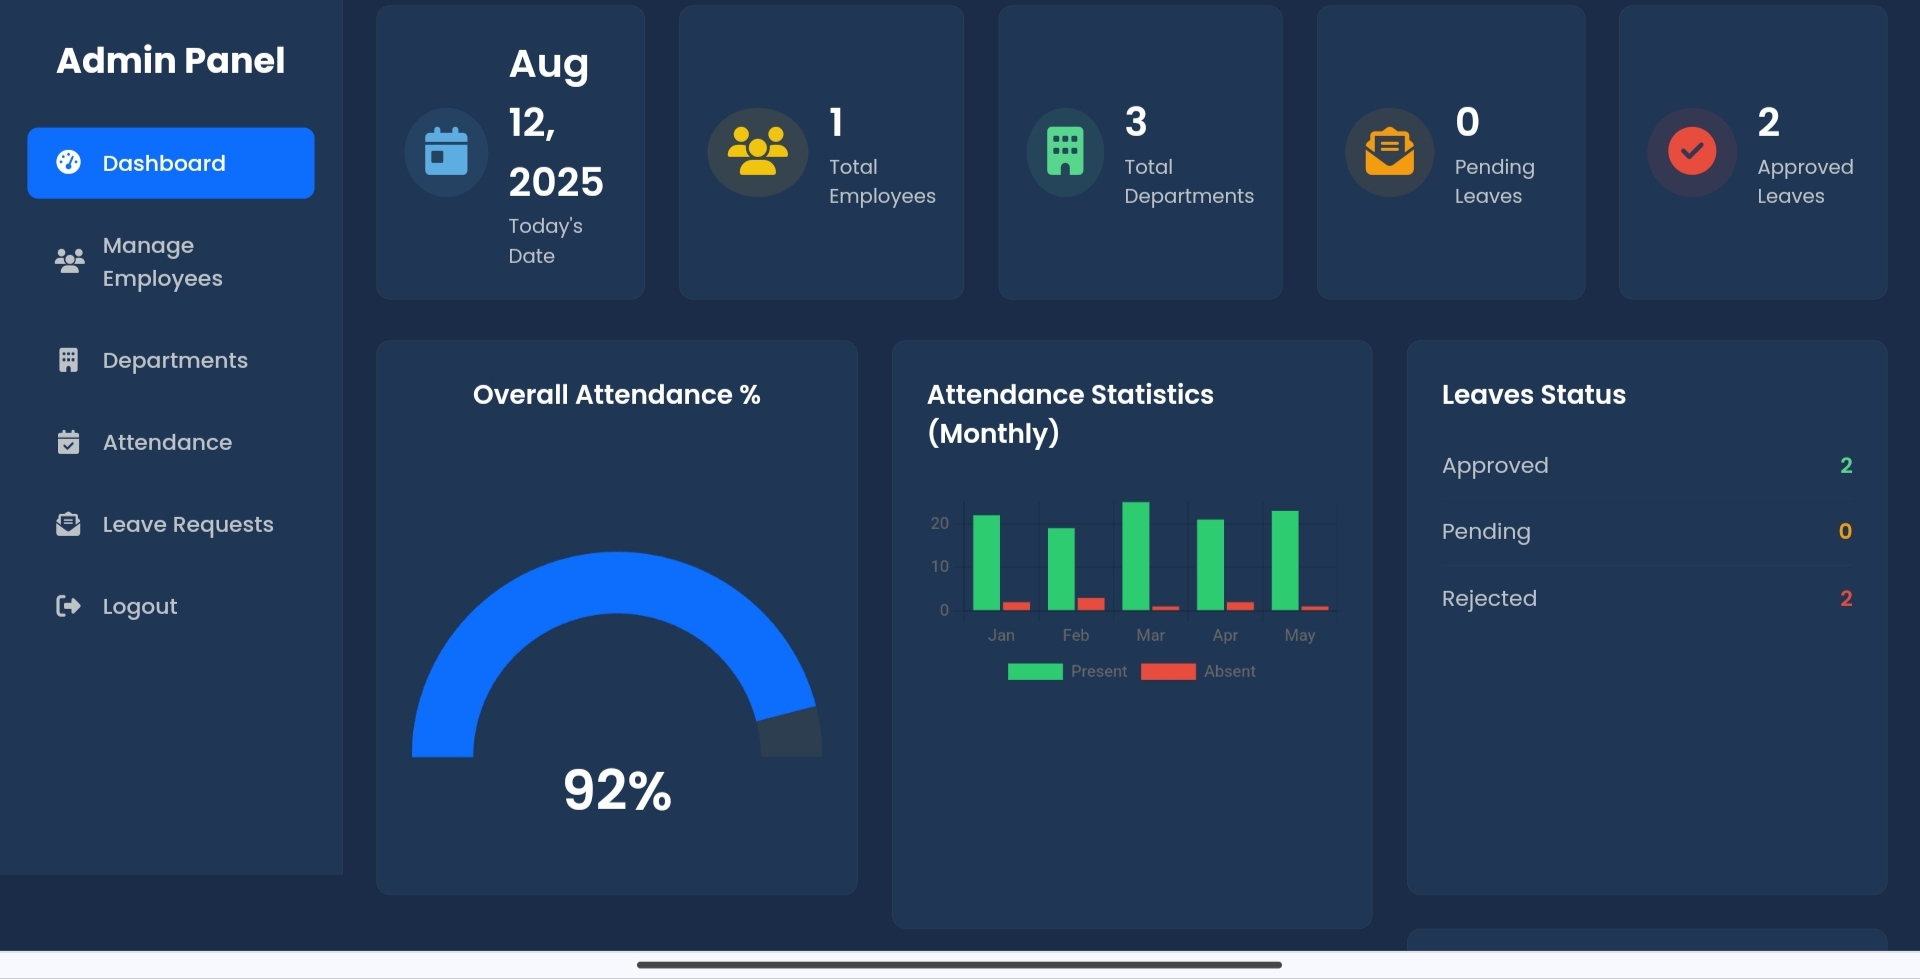 Admin Panel
Dashboard
Manage
Employees
Departments
Attendance
Leave Requests
Logout
Aug
12,
2025
Today's
Date
1
Total
Employees
3
Total
Departments
0
Pending
Leaves
2
Approved
Leaves
Overall Attendance %
92%
Attendance Statistics
(Monthly)
20
10
0
Jan Feb Mar Apr May
Present Absent
Leaves Status
Approved 2
Pending 0
Rejected 2